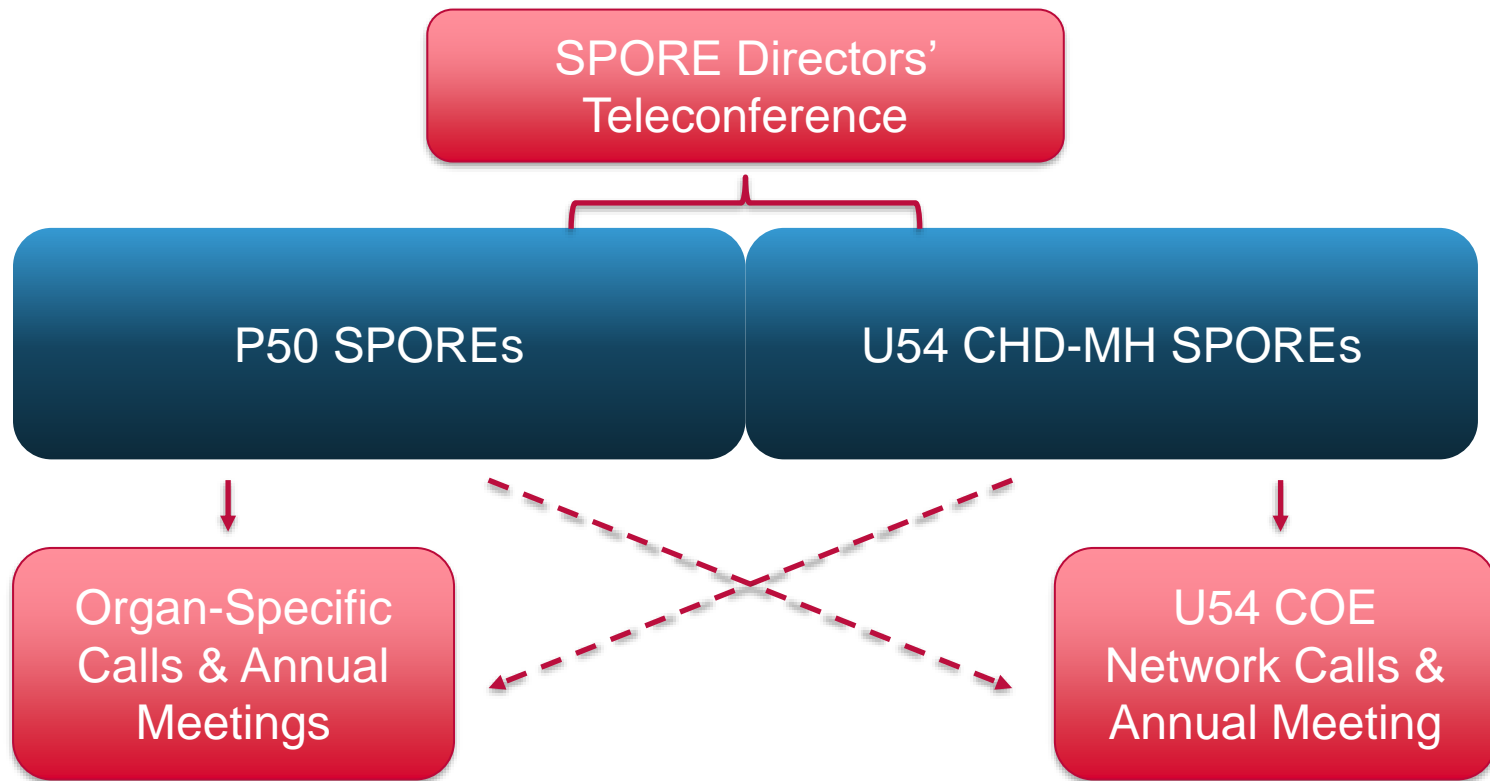 SPORE Directors’
Teleconference
P50 SPOREs
U54 CHD-MH SPOREs
Organ-Specific
Calls & Annual
Meetings
U54 COE
Network Calls &
Annual Meeting